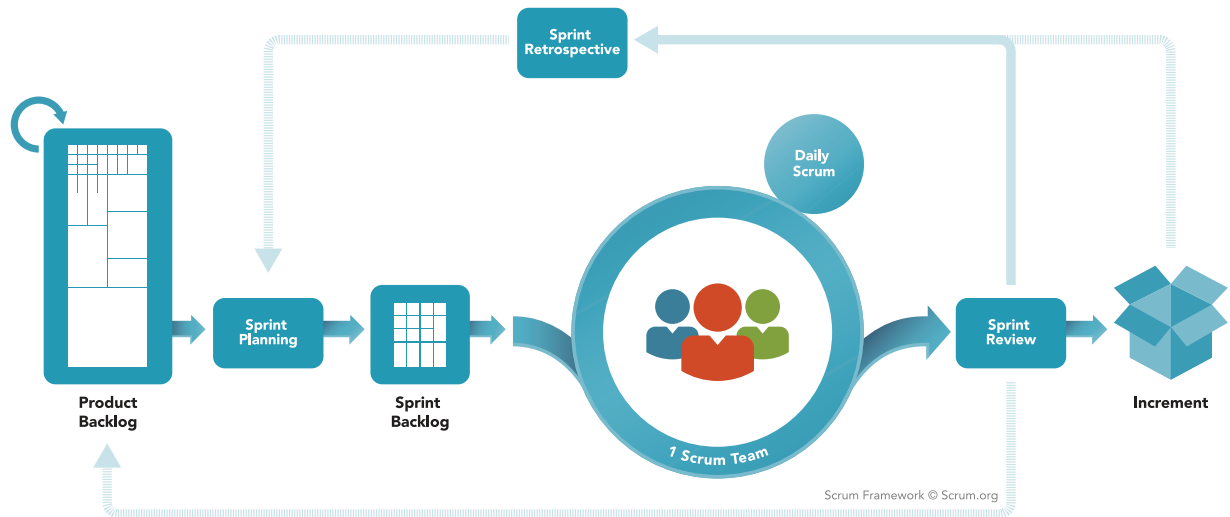 Sprint
Retrospective
Daily
Scrum
Sprint
Planning
Sprint
Review
Product
Backlog
Sprint
Backlog
Increment
1 Scrum Team
Scrum Framework © Scrum.org